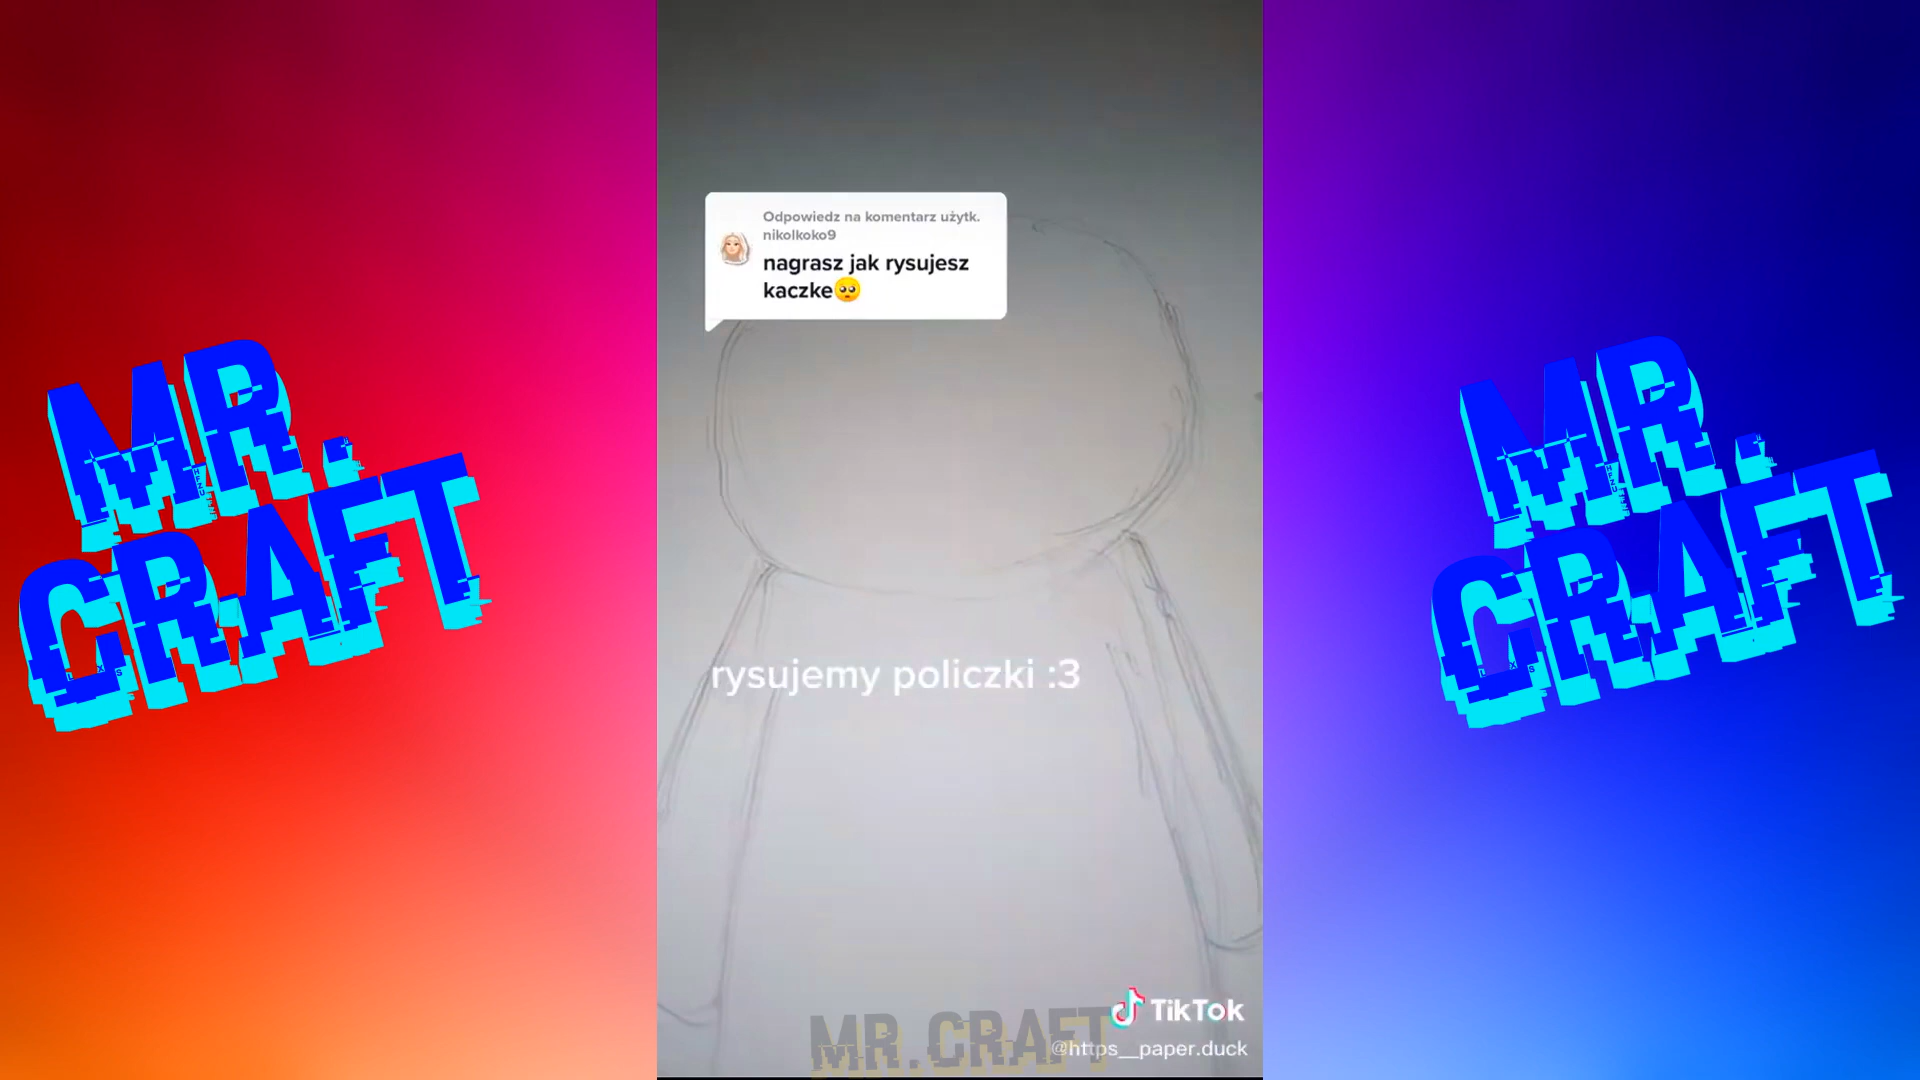 MR.
CRAFT
Odpowiedz na komentarz użytk.
nikolkoko9
nagrasz jak rysujesz
kaczke🥺
rysujemy policzki :3
TikTok
@https__paper.duck
MR.CRAFT
MR.
CRAFT